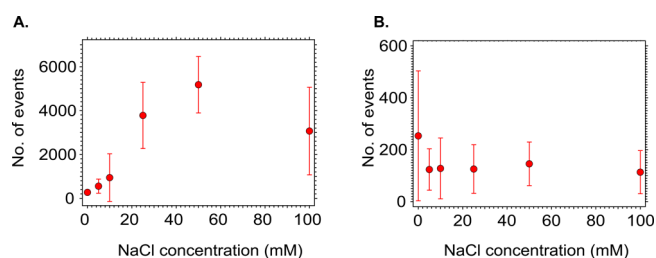 A.
B.
6000
4000
2000
0
No. of events
0 20 40 60 80 100
NaCl concentration (mM)
600
400
200
0
No. of events
0 20 40 60 80 100
NaCl concentration (mM)